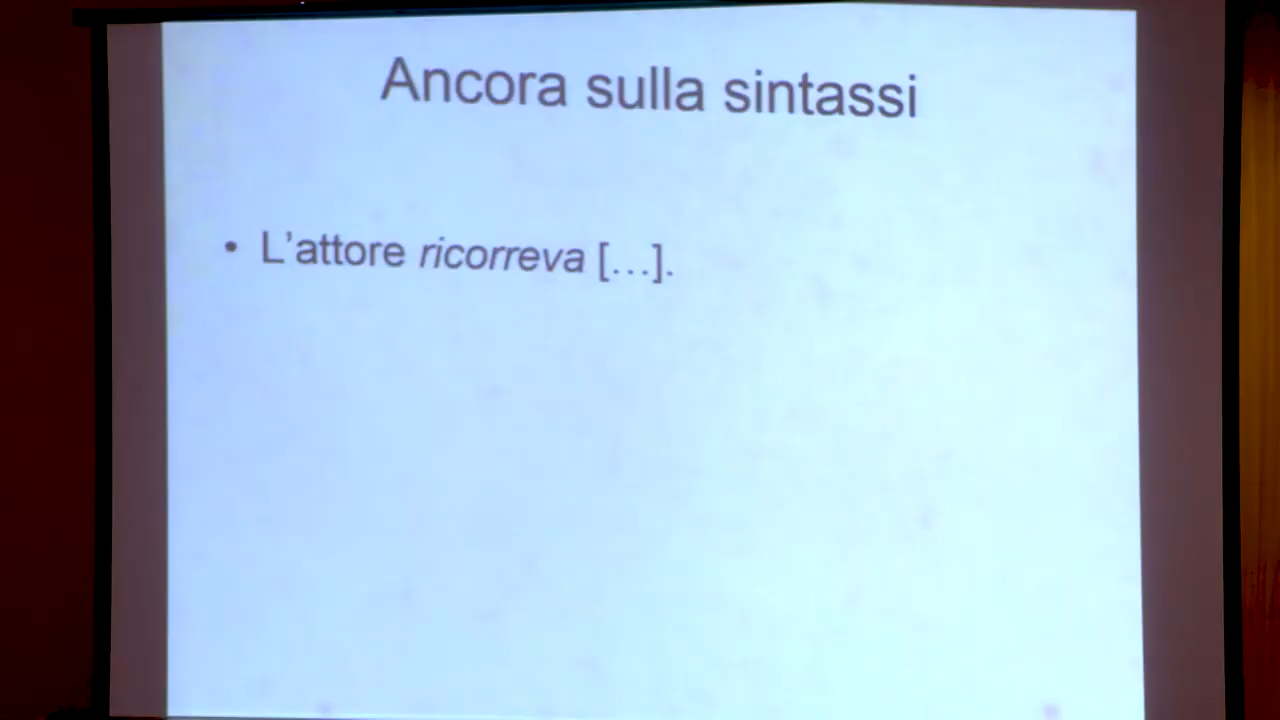 Ancora sulla sintassi
• L'attore ricorreva […].